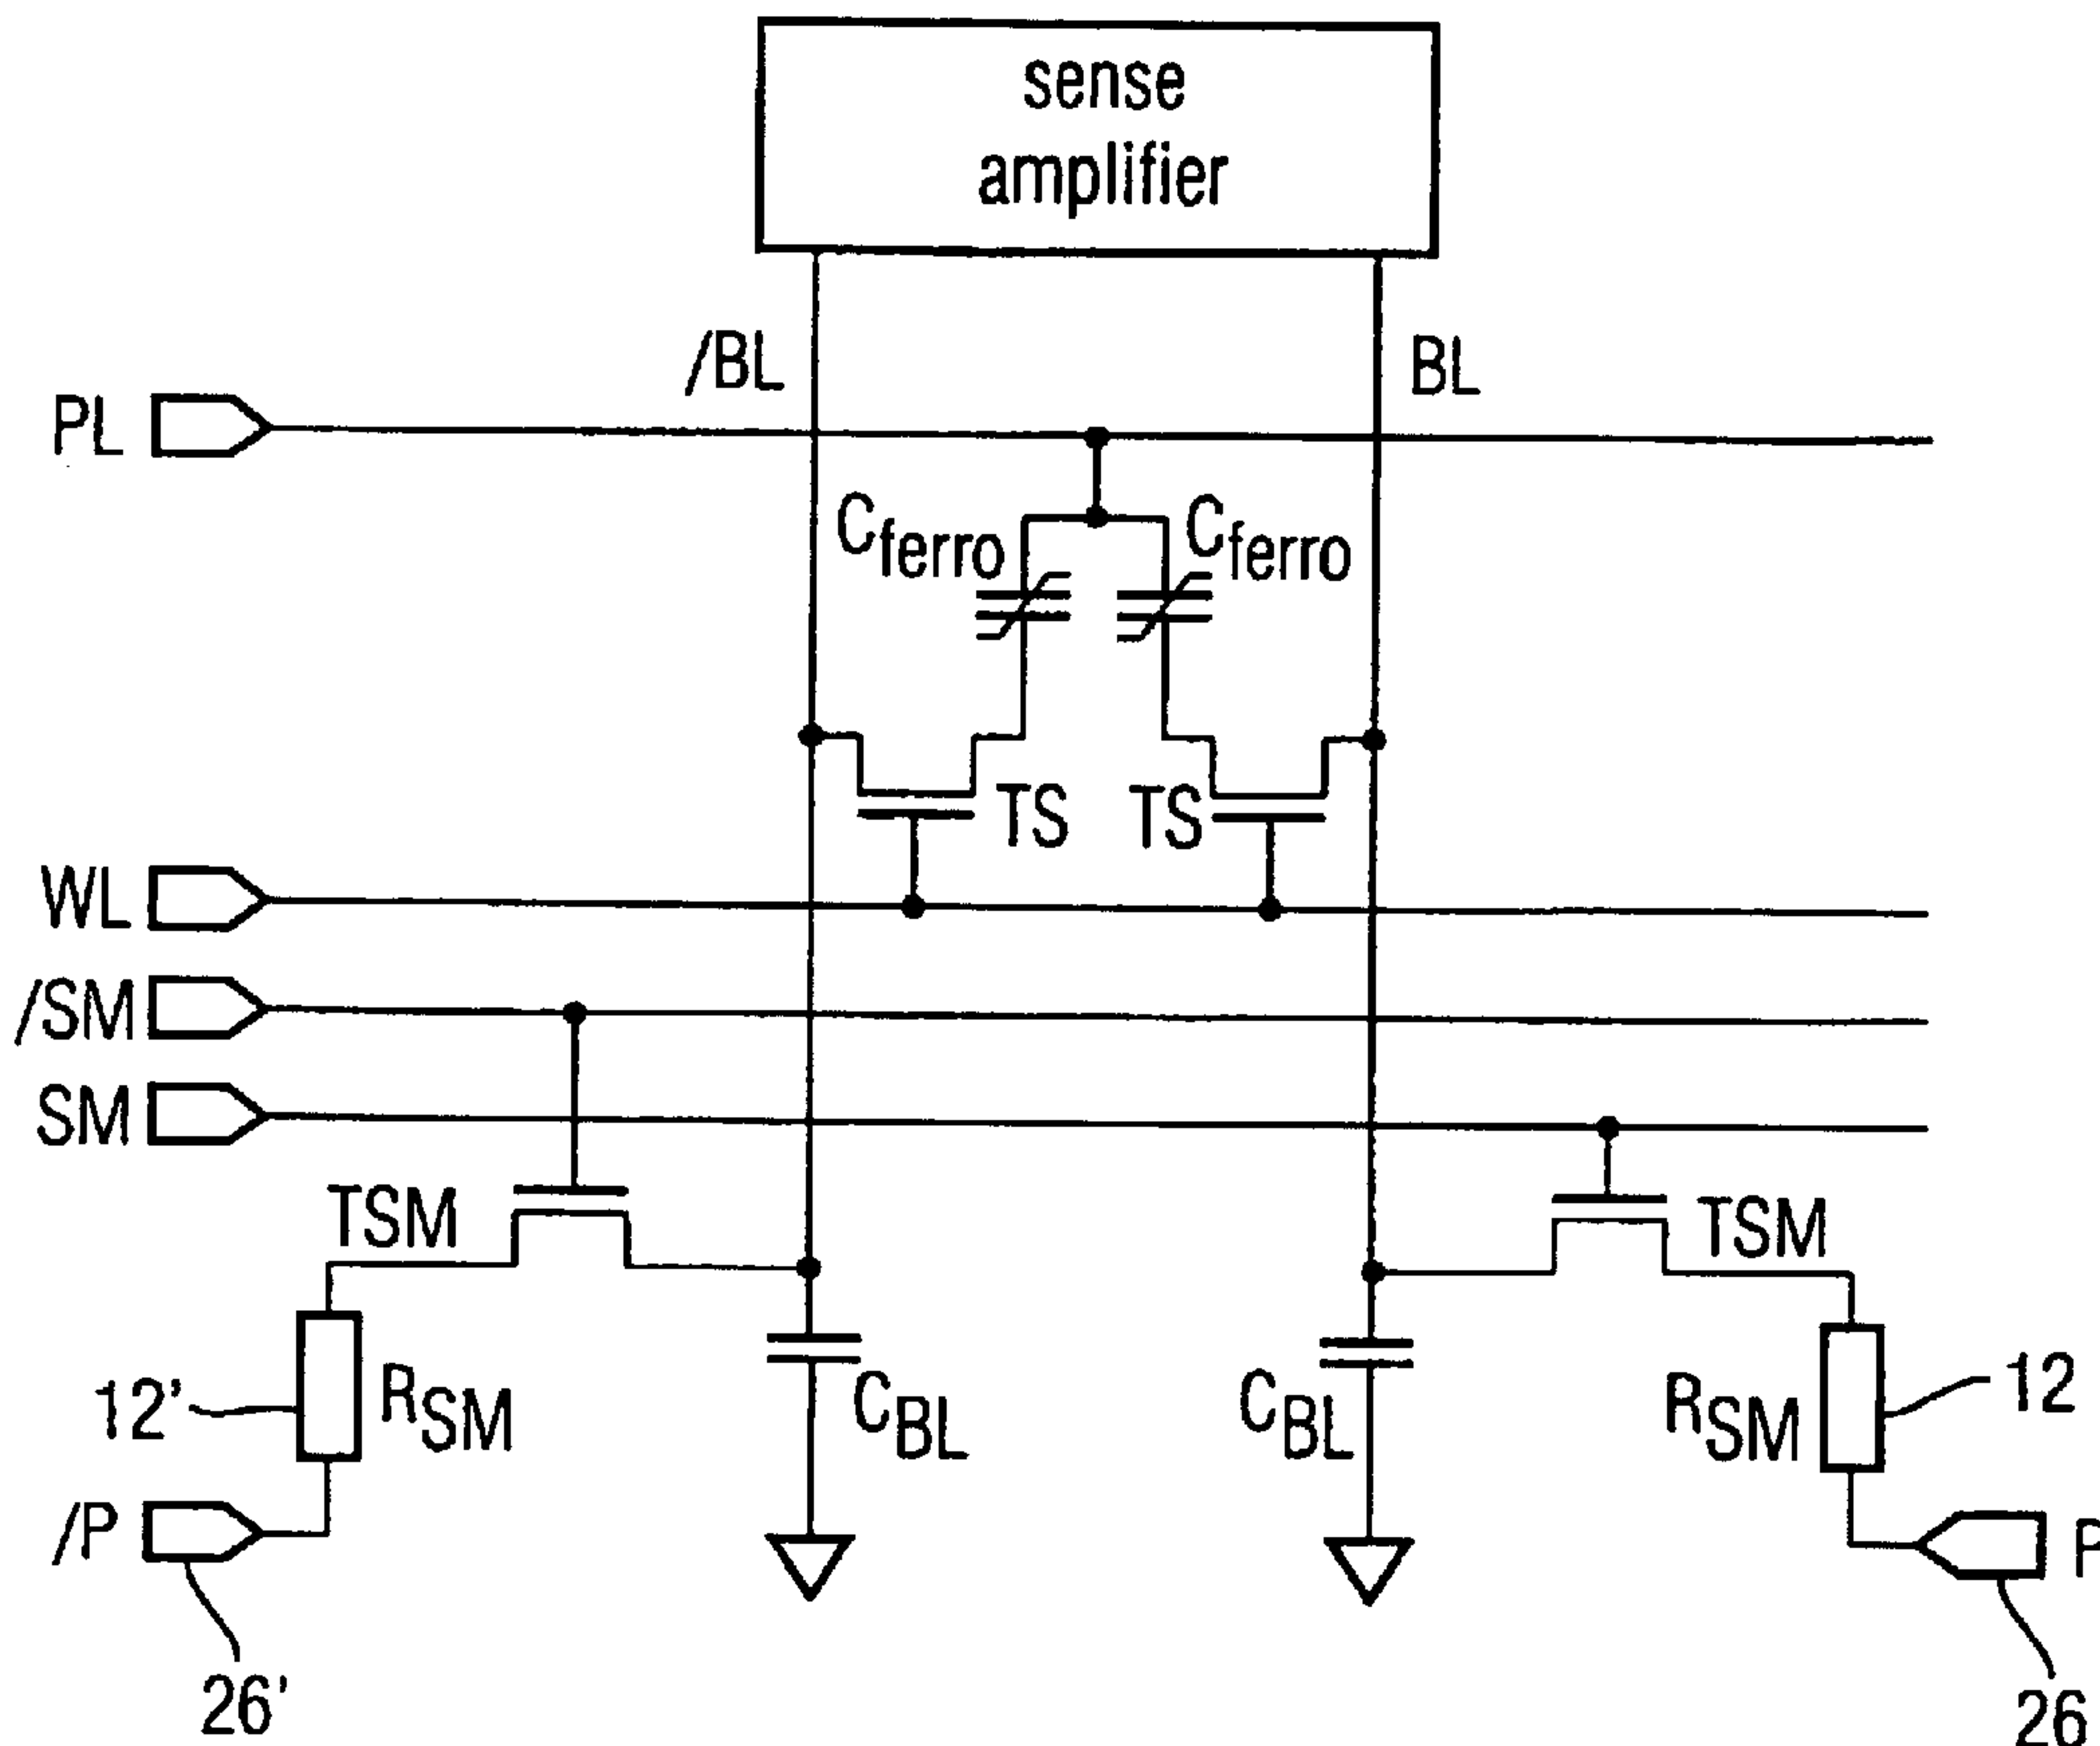 sense
amplifier
/BL
BL
PL
Cferro
Cferro
TS
TS
WL
/SM
SM
TSM
TSM
12'
RSM
CBL
CBL
RSM
12
/P
P
26'
26